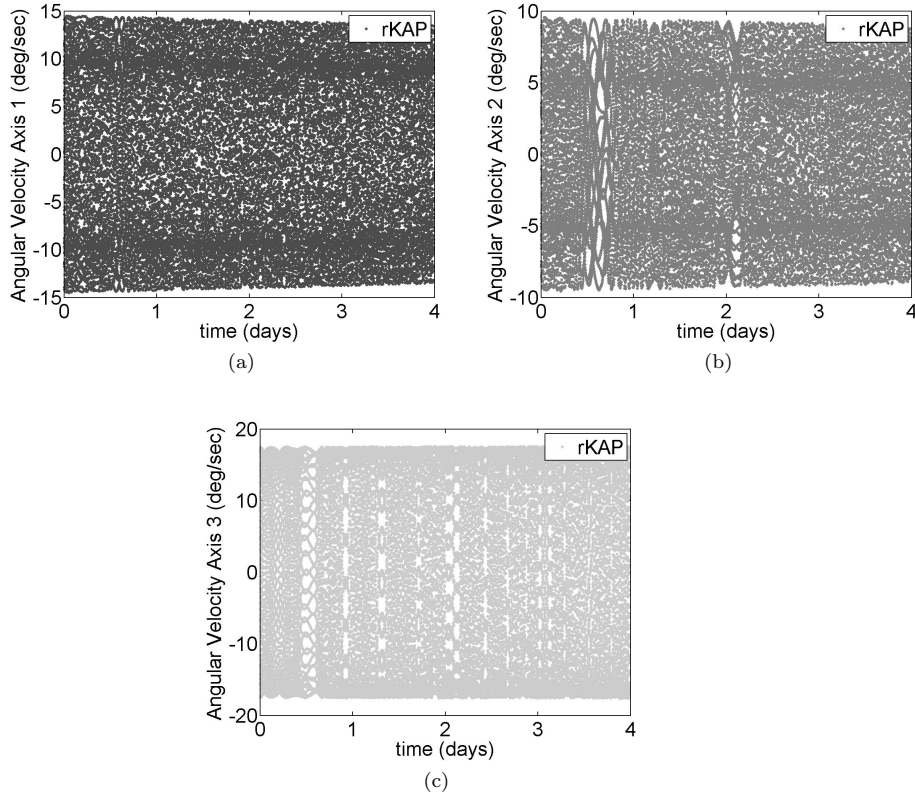 15
10
5
0
-5
-10
-15
Angular Velocity Axis 1 (deg/sec)
rKAP
0 1 2 3 4
time (days)
(a)
10
5
0
-5
-10
Angular Velocity Axis 2 (deg/sec)
rKAP
0 1 2 3 4
time (days)
(b)
20
10
0
-10
-20
Angular Velocity Axis 3 (deg/sec)
rKAP
0 1 2 3 4
time (days)
(c)